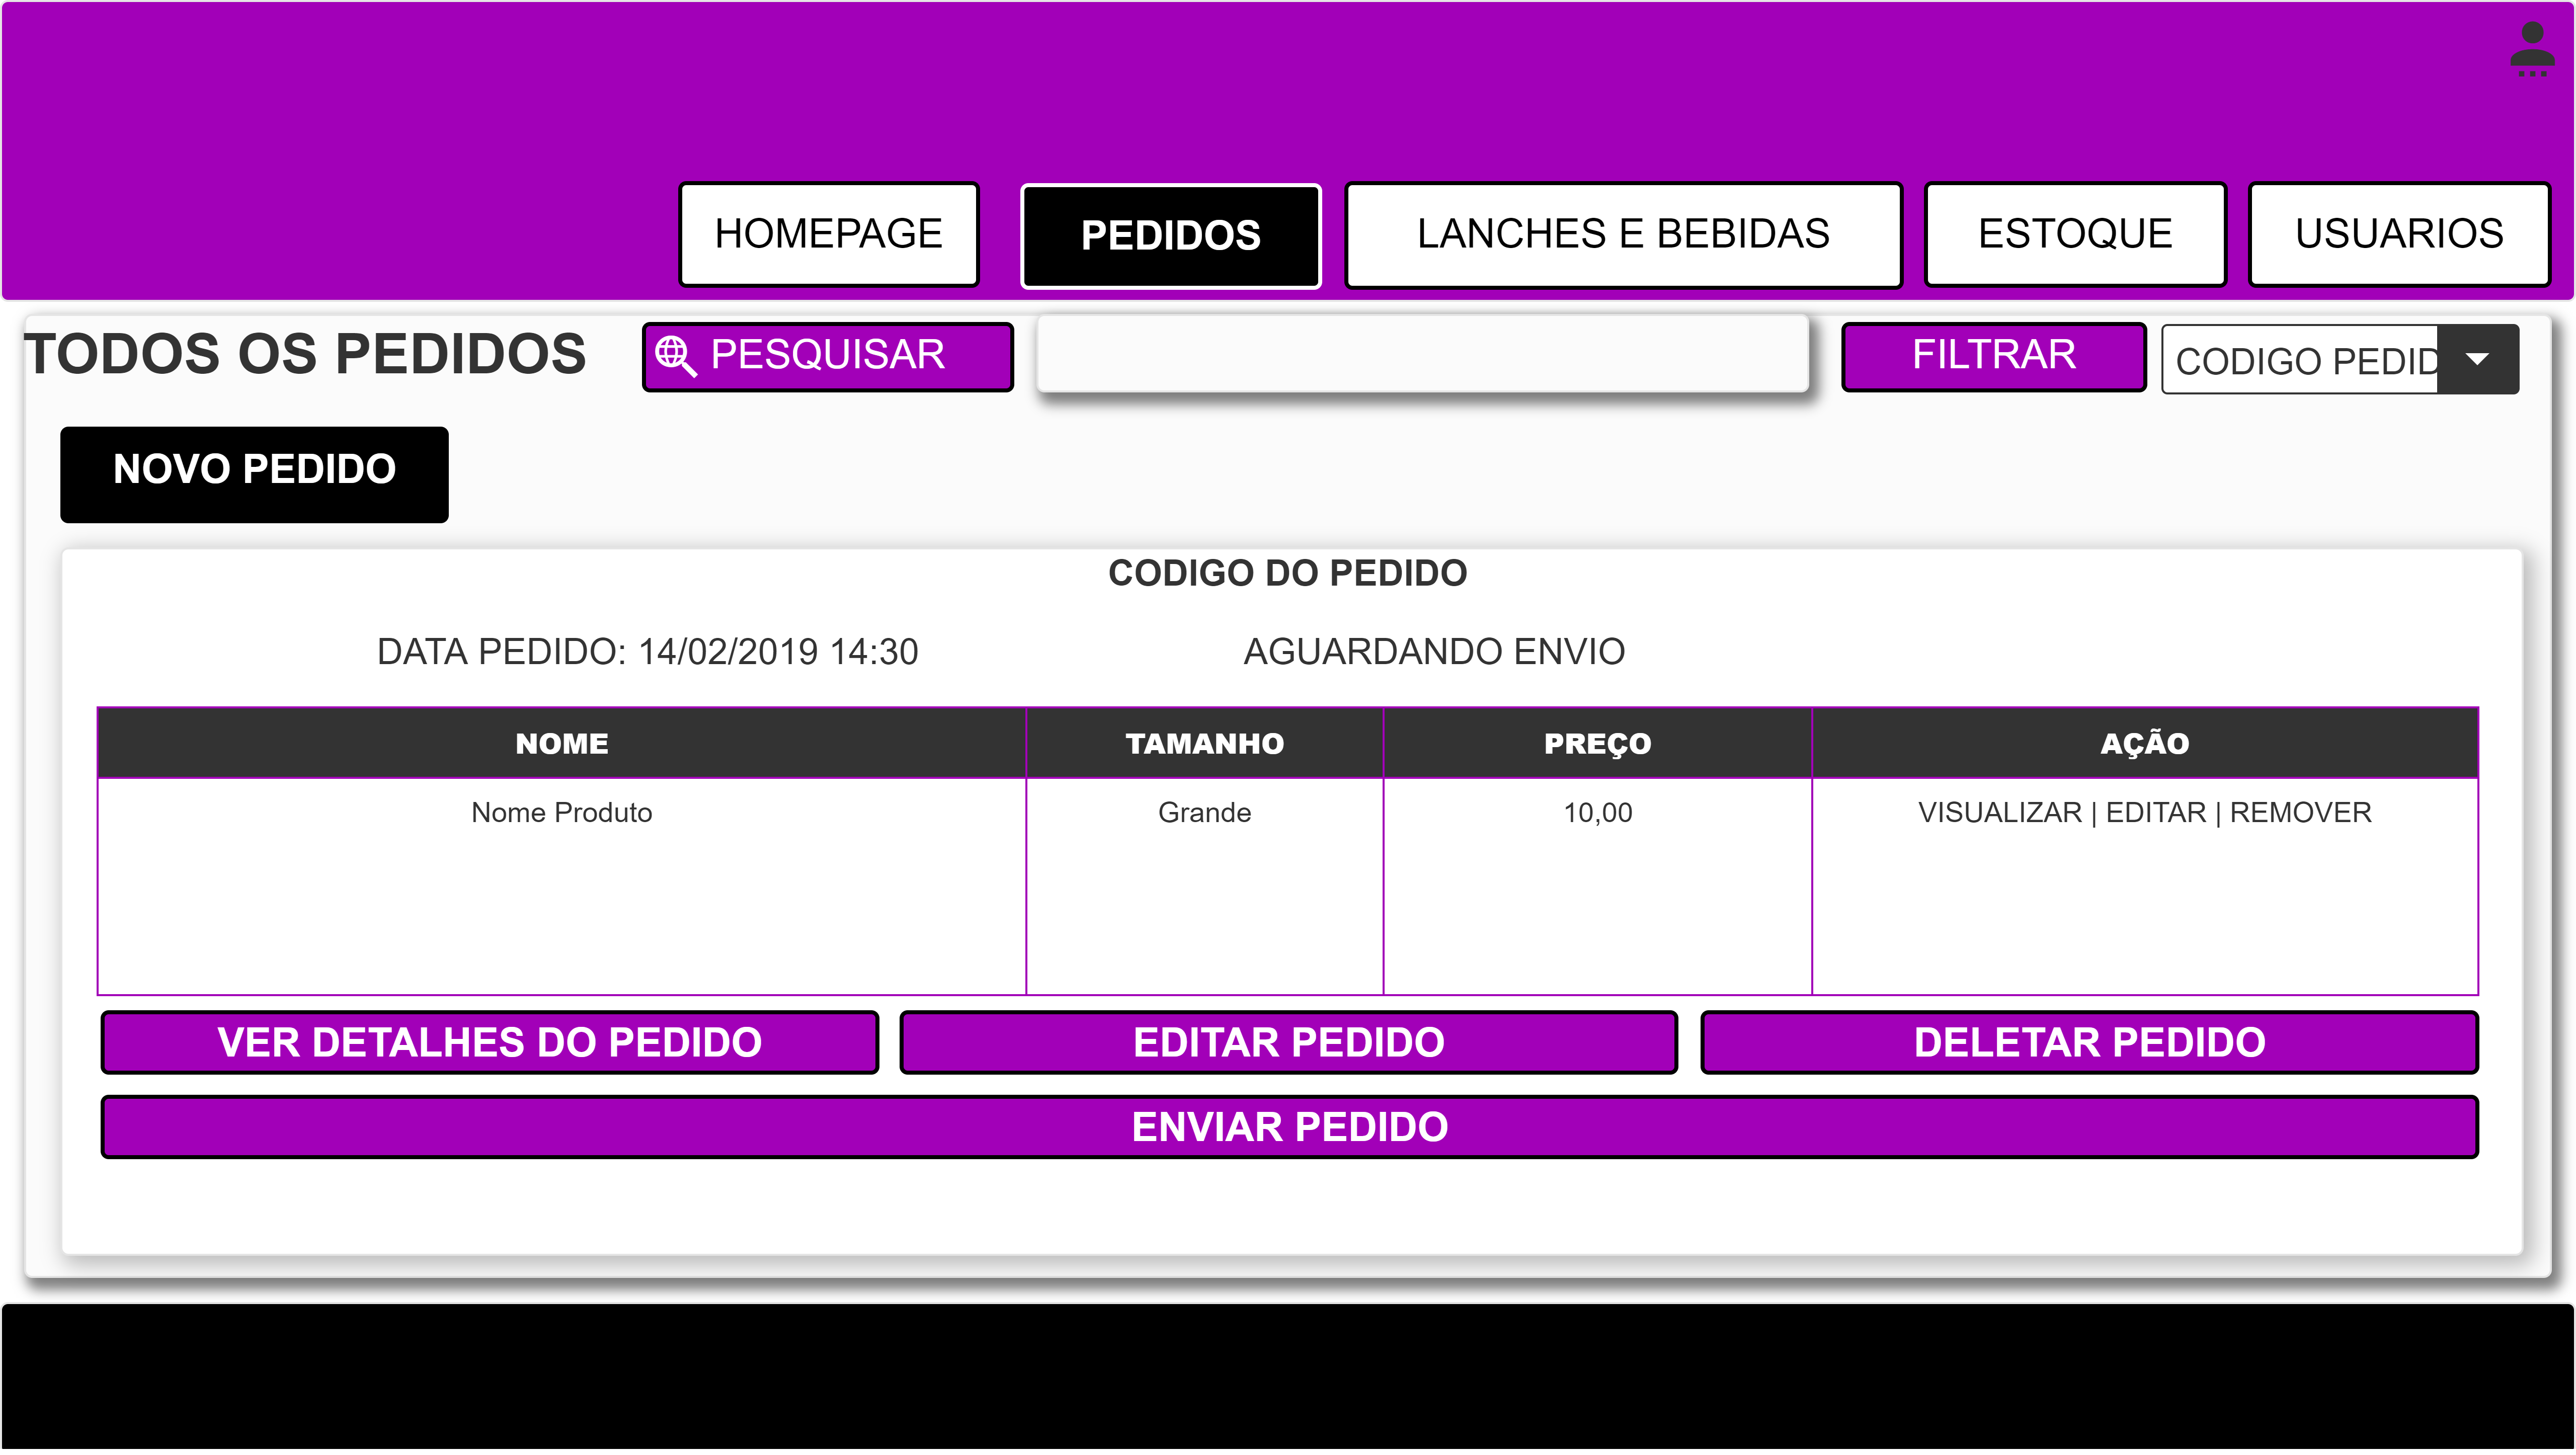 HOMEPAGE
PEDIDOS
LANCHES E BEBIDAS
ESTOQUE
USUARIOS
TODOS OS PEDIDOS
PESQUISAR
FILTRAR
CODIGO PEDID
NOVO PEDIDO
CODIGO DO PEDIDO
DATA PEDIDO: 14/02/2019 14:30
AGUARDANDO ENVIO
NOME TAMANHO PREÇO AÇÃO
Nome Produto Grande 10,00 VISUALIZAR | EDITAR | REMOVER
VER DETALHES DO PEDIDO
EDITAR PEDIDO
DELETAR PEDIDO
ENVIAR PEDIDO